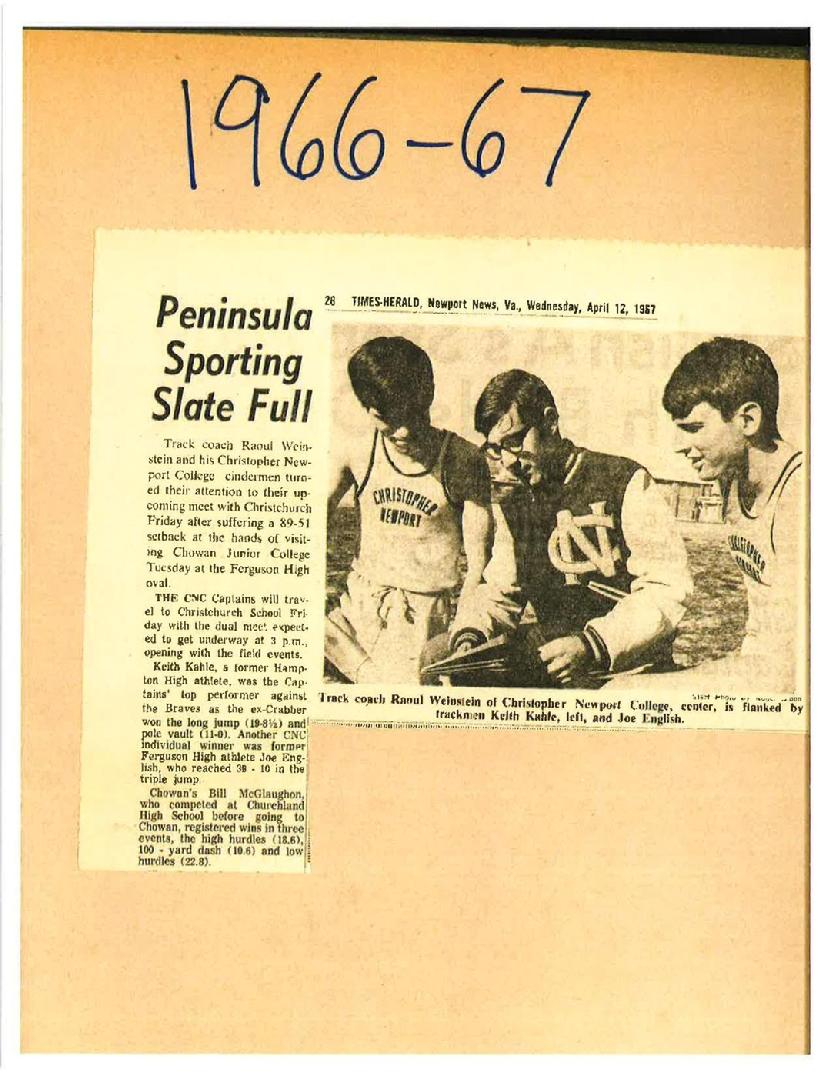 1966-67
Peninsula
Sporting
Slate Full
26 TIMES-HERALD, Newport News, Va., Wednesday, April 12, 1967
Track coach Raoul Wein-
stein and his Christopher New-
port College cindermen turn-
ed their attention to their up-
coming meet with Christchurch
Friday after suffering a 89-51
setback at the hands of visit-
ing Chowan Junior College
Tuesday at the Ferguson High
oval.
THE CNC Captains will trav-
el to Christchurch School Fri-
day with the dual meet expect-
ed to get underway at 3 p.m.,
opening with the field events.
Keith Kahle, a former Hamp-
ton High athlete, was the Cap-
tains' top performer against
the Braves as the ex-Crabber
won the long jump (19-8½) and
pole vault (11-0). Another CNC
individual winner was former
Ferguson High athlete Joe Eng-
lish, who reached 38 - 10 in the
triple jump.
Chowan's Bill McGlaughon,
who competed at Churchland
High School before going to
Chowan, registered wins in three
events, the high hurdles (18.6),
100 - yard dash (10.6) and low
hurdles (22.8).
CHRISTOPHER
NEWPORT
NC
CHRISTOPHER
Staff Photo by
Track coach Raoul Weinstein of Christopher Newport College, center, is flanked by
trackmen Keith Kahle, left, and Joe English.